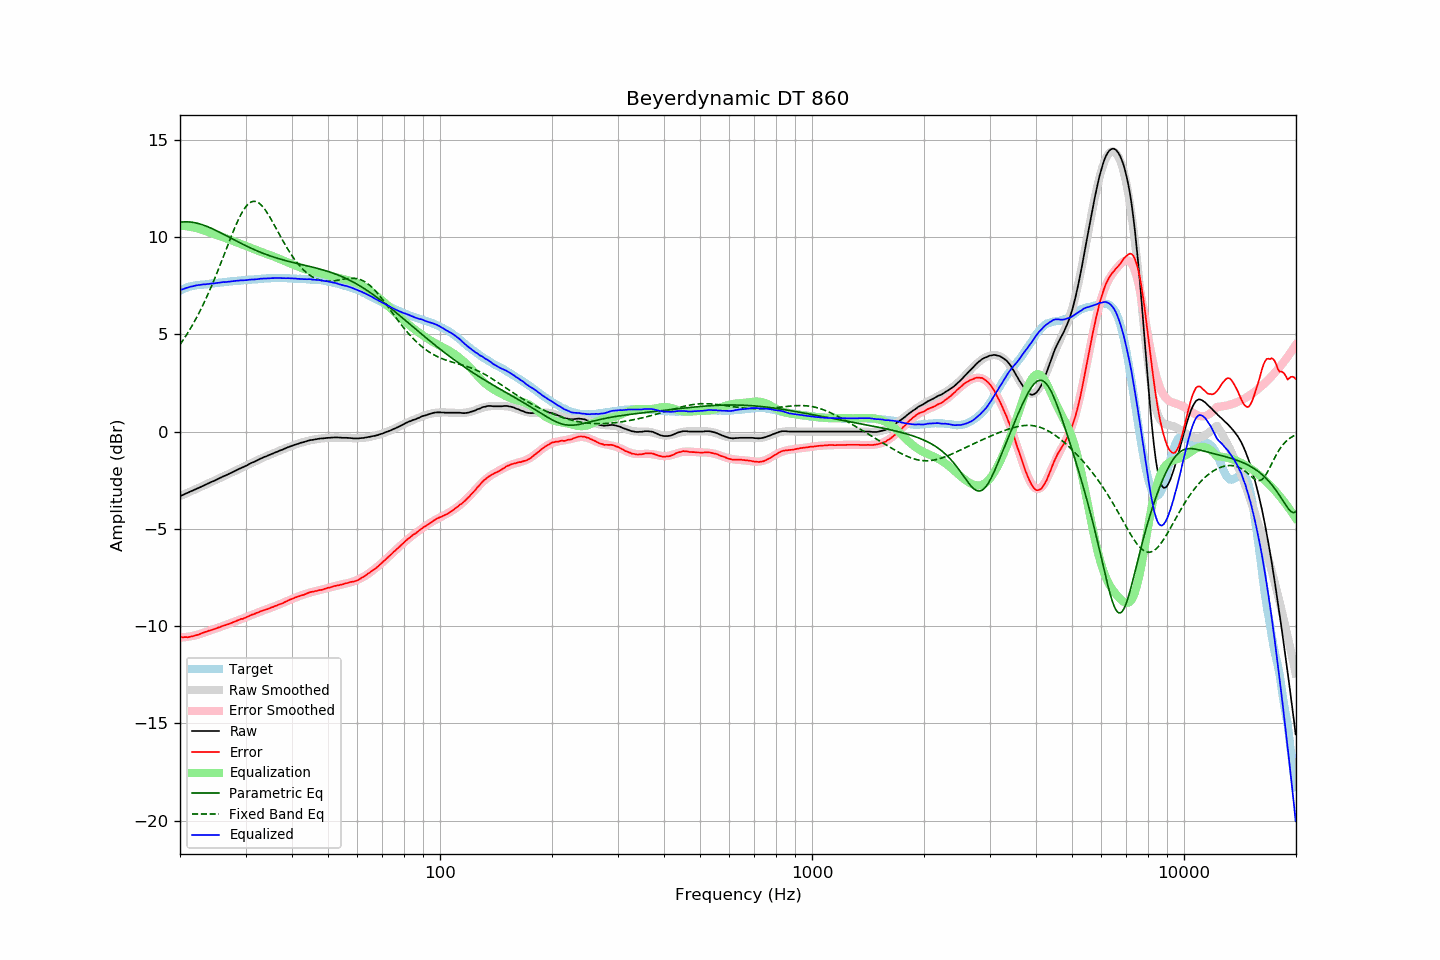 Beyerdynamic DT 860
15
10
5
0
−5
−10
−15
−20
Amplitude (dBr)
Target
Raw Smoothed
Error Smoothed
Raw
Error
Equalization
Parametric Eq
Fixed Band Eq
Equalized
100 1000 10000
Frequency (Hz)